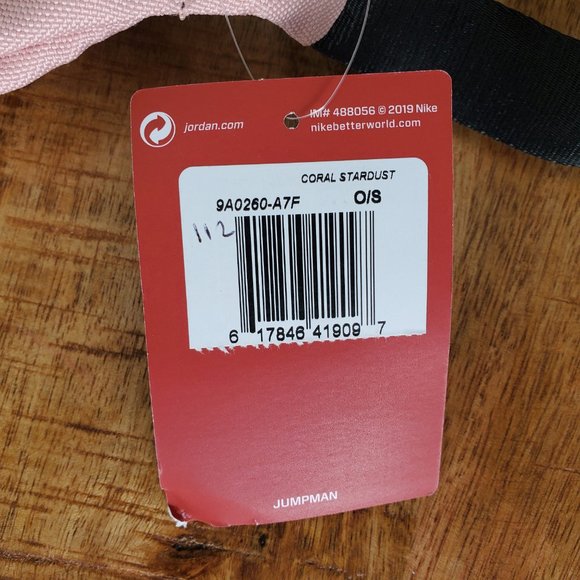 IM# 488056 © 2019 Nike
jordan.com
nikebetterworld.com
CORAL STARDUST
9A0260-A7F O/S
112
6 17846 41909 7
JUMPMAN